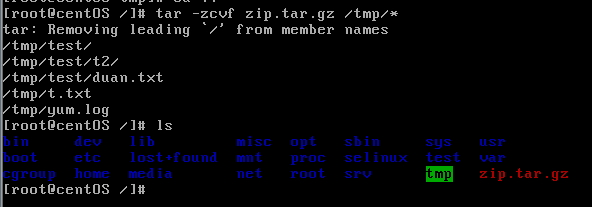 [root@centOS /]# tar -zcvf zip.tar.gz /tmp/*
tar: Removing leading `/' from member names
/tmp/test/
/tmp/test/t2/
/tmp/test/duan.txt
/tmp/t.txt
/tmp/yum.log
[root@centOS /]# ls
bin dev lib misc opt sbin sys usr
boot etc lost+found mnt proc selinux test var
cgroup home media net root srv tmp zip.tar.gz
[root@centOS /]#